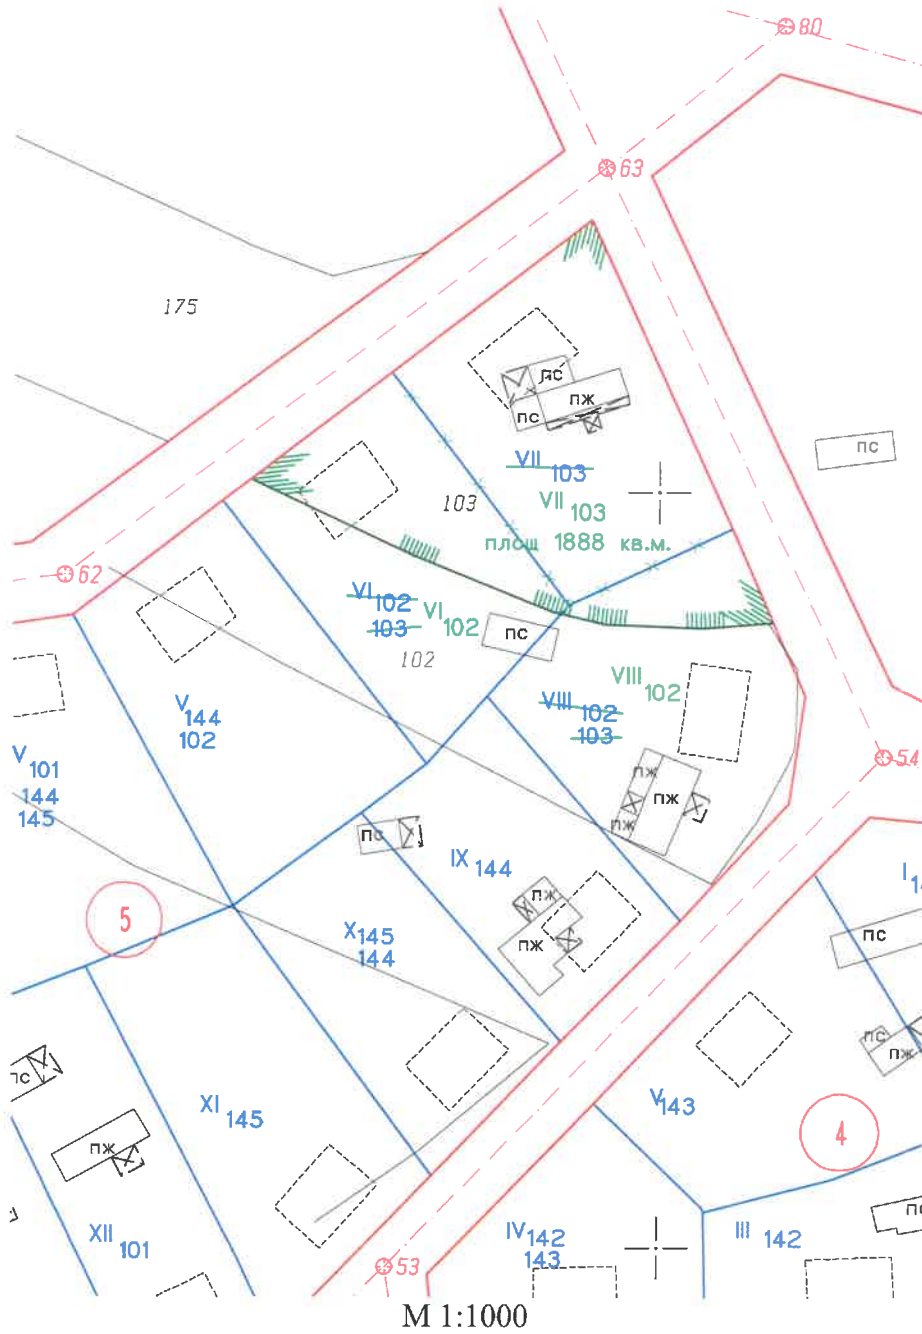 80
63
175
пс
пс
пж
пс
VII 103
103
VII 103
площ 1888 кв.м.
62
VI 102
103
VI 102
пс
102
VIII 102
VIII 102
103
V 144
102
V 101
144
145
54
пж
пж
пж
пс
IX 144
I
5
X 145
144
пж
пж
пс
пс
пж
пс
XI 145
V 143
4
пж
XII 101
IV 142
143
III 142
53
М 1:1000